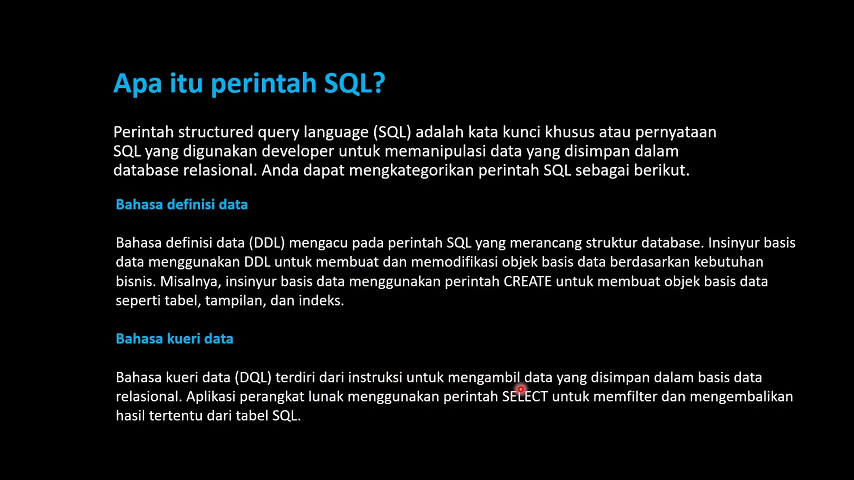 Apa itu perintah SQL?
Perintah structured query language (SQL) adalah kata kunci khusus atau pernyataan
SQL yang digunakan developer untuk memanipulasi data yang disimpan dalam
database relasional. Anda dapat mengkategorikan perintah SQL sebagai berikut.
Bahasa definisi data
Bahasa definisi data (DDL) mengacu pada perintah SQL yang merancang struktur database. Insinyur basis
data menggunakan DDL untuk membuat dan memodifikasi objek basis data berdasarkan kebutuhan
bisnis. Misalnya, insinyur basis data menggunakan perintah CREATE untuk membuat objek basis data
seperti tabel, tampilan, dan indeks.
Bahasa kueri data
Bahasa kueri data (DQL) terdiri dari instruksi untuk mengambil data yang disimpan dalam basis data
relasional. Aplikasi perangkat lunak menggunakan perintah SELECT untuk memfilter dan mengembalikan
hasil tertentu dari tabel SQL.